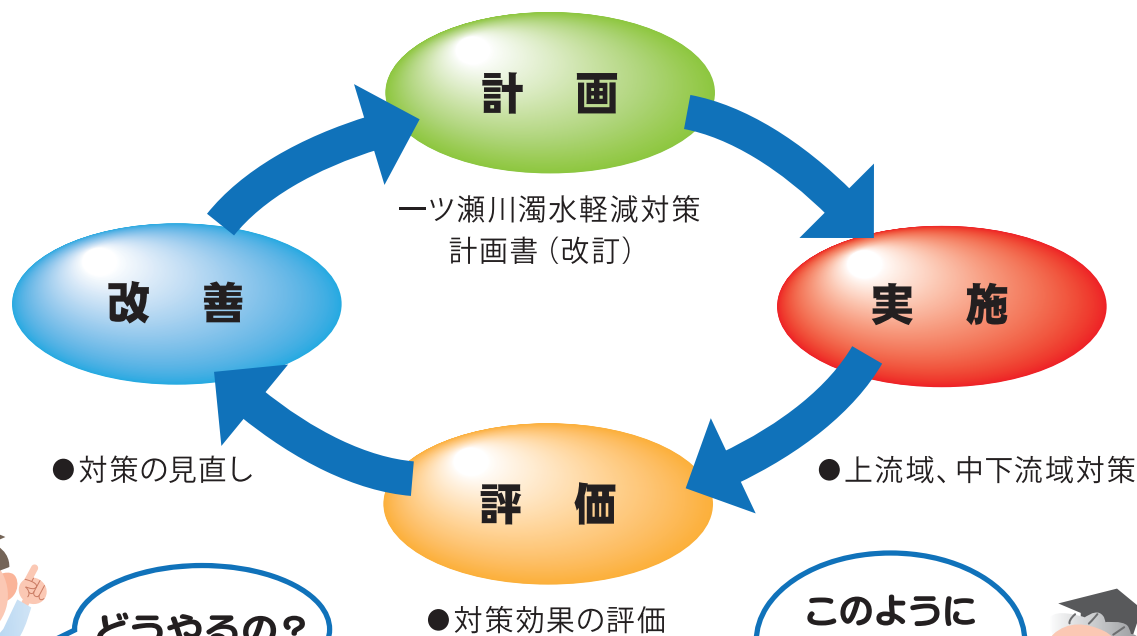 計 画
一ツ瀬川濁水軽減対策
計画書（改訂）
改 善
実 施
●対策の見直し
●上流域、中下流域対策
評 価
●対策効果の評価
どうやるの？
このように